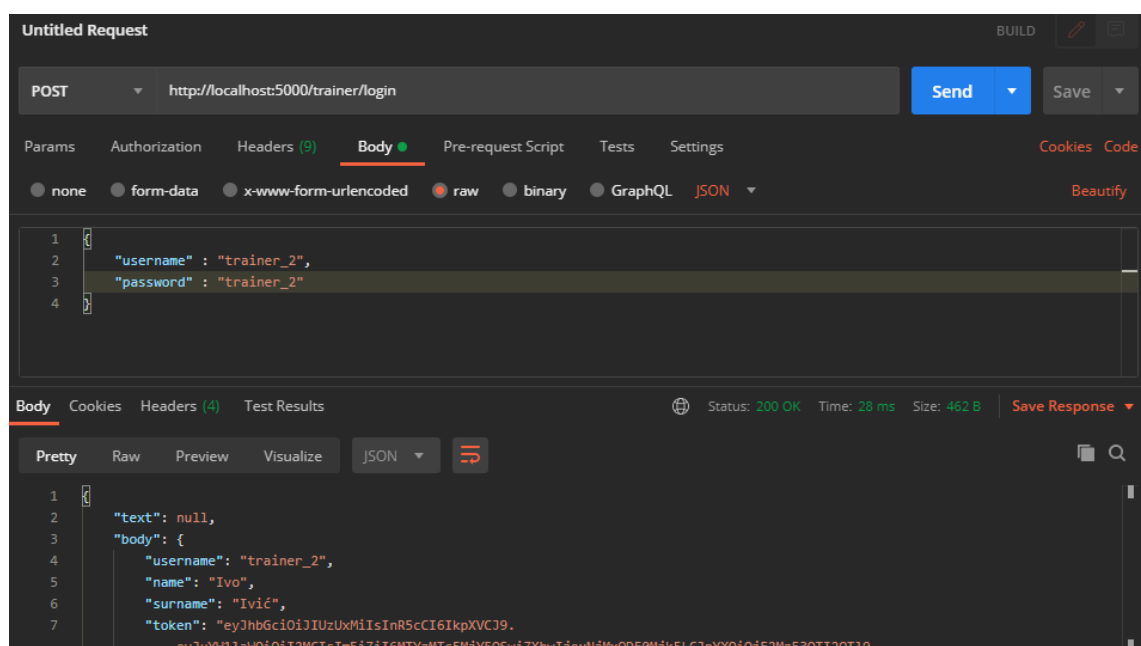 Untitled Request
BUILD
POST http://localhost:5000/trainer/login Send Save
Params Authorization Headers (9) Body Pre-request Script Tests Settings Cookies Code
none form-data x-www-form-urlencoded raw binary GraphQL JSON Beautify
1 {
2 "username" : "trainer_2",
3 "password" : "trainer_2"
4 }
Body Cookies Headers (4) Test Results Status: 200 OK Time: 28 ms Size: 462 B Save Response
Pretty Raw Preview Visualize JSON
1 {
2 "text": null,
3 "body": {
4 "username": "trainer_2",
5 "name": "Ivo",
6 "surname": "Ivić",
7 "token": "eyJhbGciOiJIUzUxMiIsInR5cCI6IkpXVCJ9.